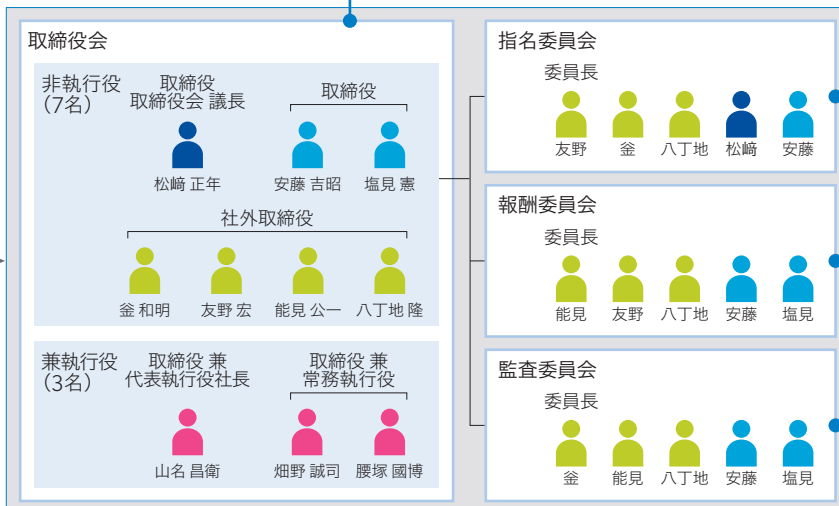 取締役会
非執行役
（7名）
取締役
取締役会 議長
取締役
松﨑 正年
安藤 吉昭
塩見 憲
社外取締役
釡 和明
友野 宏
能見 公一
八丁地 隆
兼執行役
（3名）
取締役 兼
代表執行役社長
取締役 兼
常務執行役
山名 昌衛
畑野 誠司
腰塚 國博
指名委員会
委員長
友野
釡
八丁地
松﨑
安藤
報酬委員会
委員長
能見
友野
八丁地
安藤
塩見
監査委員会
委員長
釡
能見
八丁地
安藤
塩見